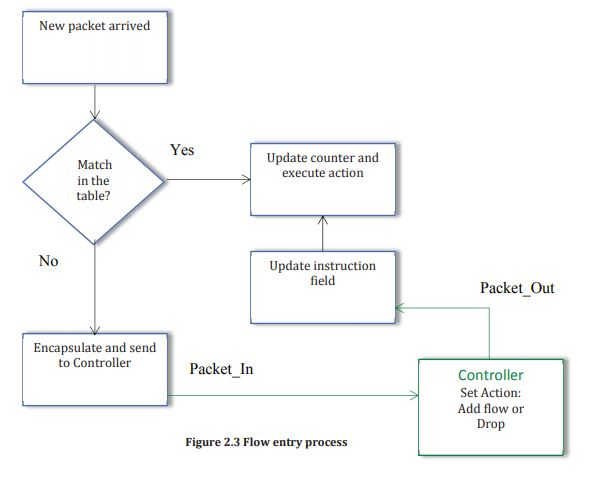 New packet arrived
Match
in the
table?
Yes
Update counter and
execute action
No
Update instruction
field
Packet_Out
Encapsulate and send
to Controller
Packet_In
Controller
Set Action:
Add flow or
Drop
Figure 2.3 Flow entry process